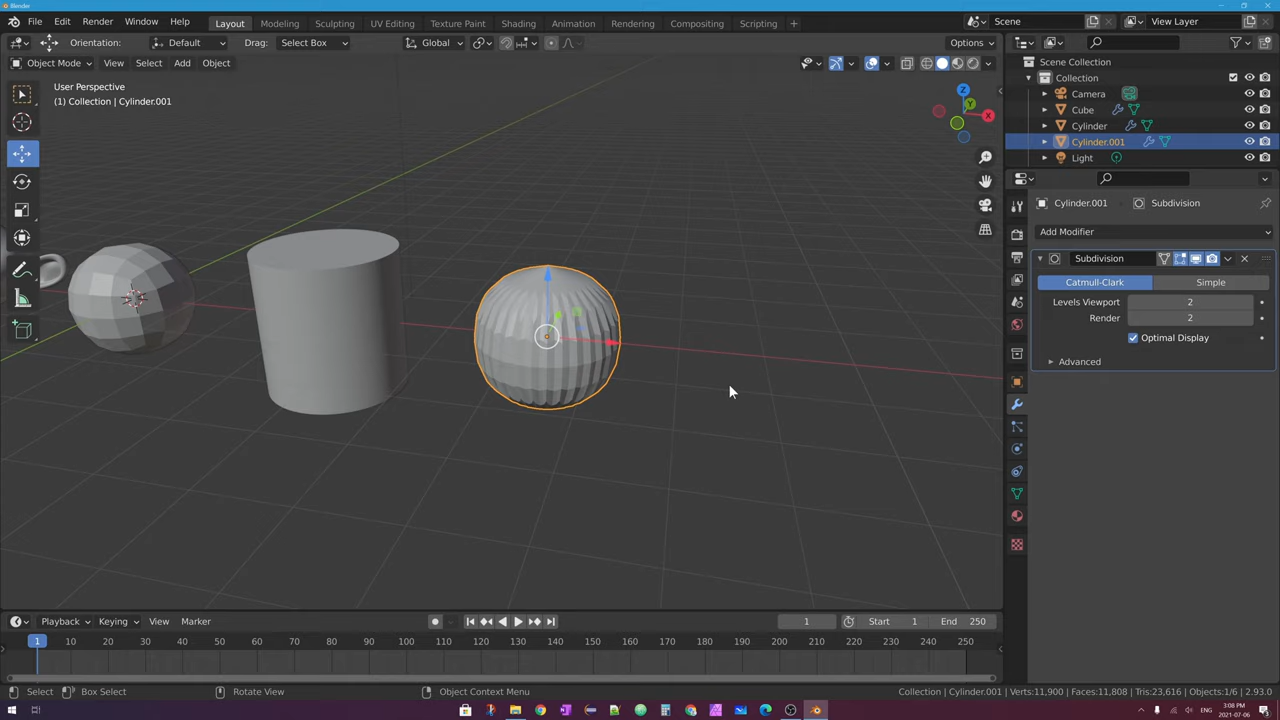 Blender
File Edit Render Window Help Layout Modeling Sculpting UV Editing Texture Paint Shading Animation Rendering Compositing Scripting + Scene View Layer
Orientation: Default Drag: Select Box Global Options
Object Mode View Select Add Object
User Perspective
(1) Collection | Cylinder.001
Z
Y
X
Scene Collection
Collection
Camera
Cube
Cylinder
Cylinder.001
Light
Cylinder.001 Subdivision
Add Modifier
Subdivision
Catmull-Clark Simple
Levels Viewport 2
Render 2
Optimal Display
Advanced
Playback Keying View Marker 1 Start 1 End 250
1 10 20 30 40 50 60 70 80 90 100 110 120 130 140 150 160 170 180 190 200 210 220 230 240 250
Select Box Select Rotate View Object Context Menu Collection | Cylinder.001 | Verts:11,900 | Faces:11,808 | Tris:23,616 | Objects:1/6 | 2.93.0
3:08 PM
2021-07-06